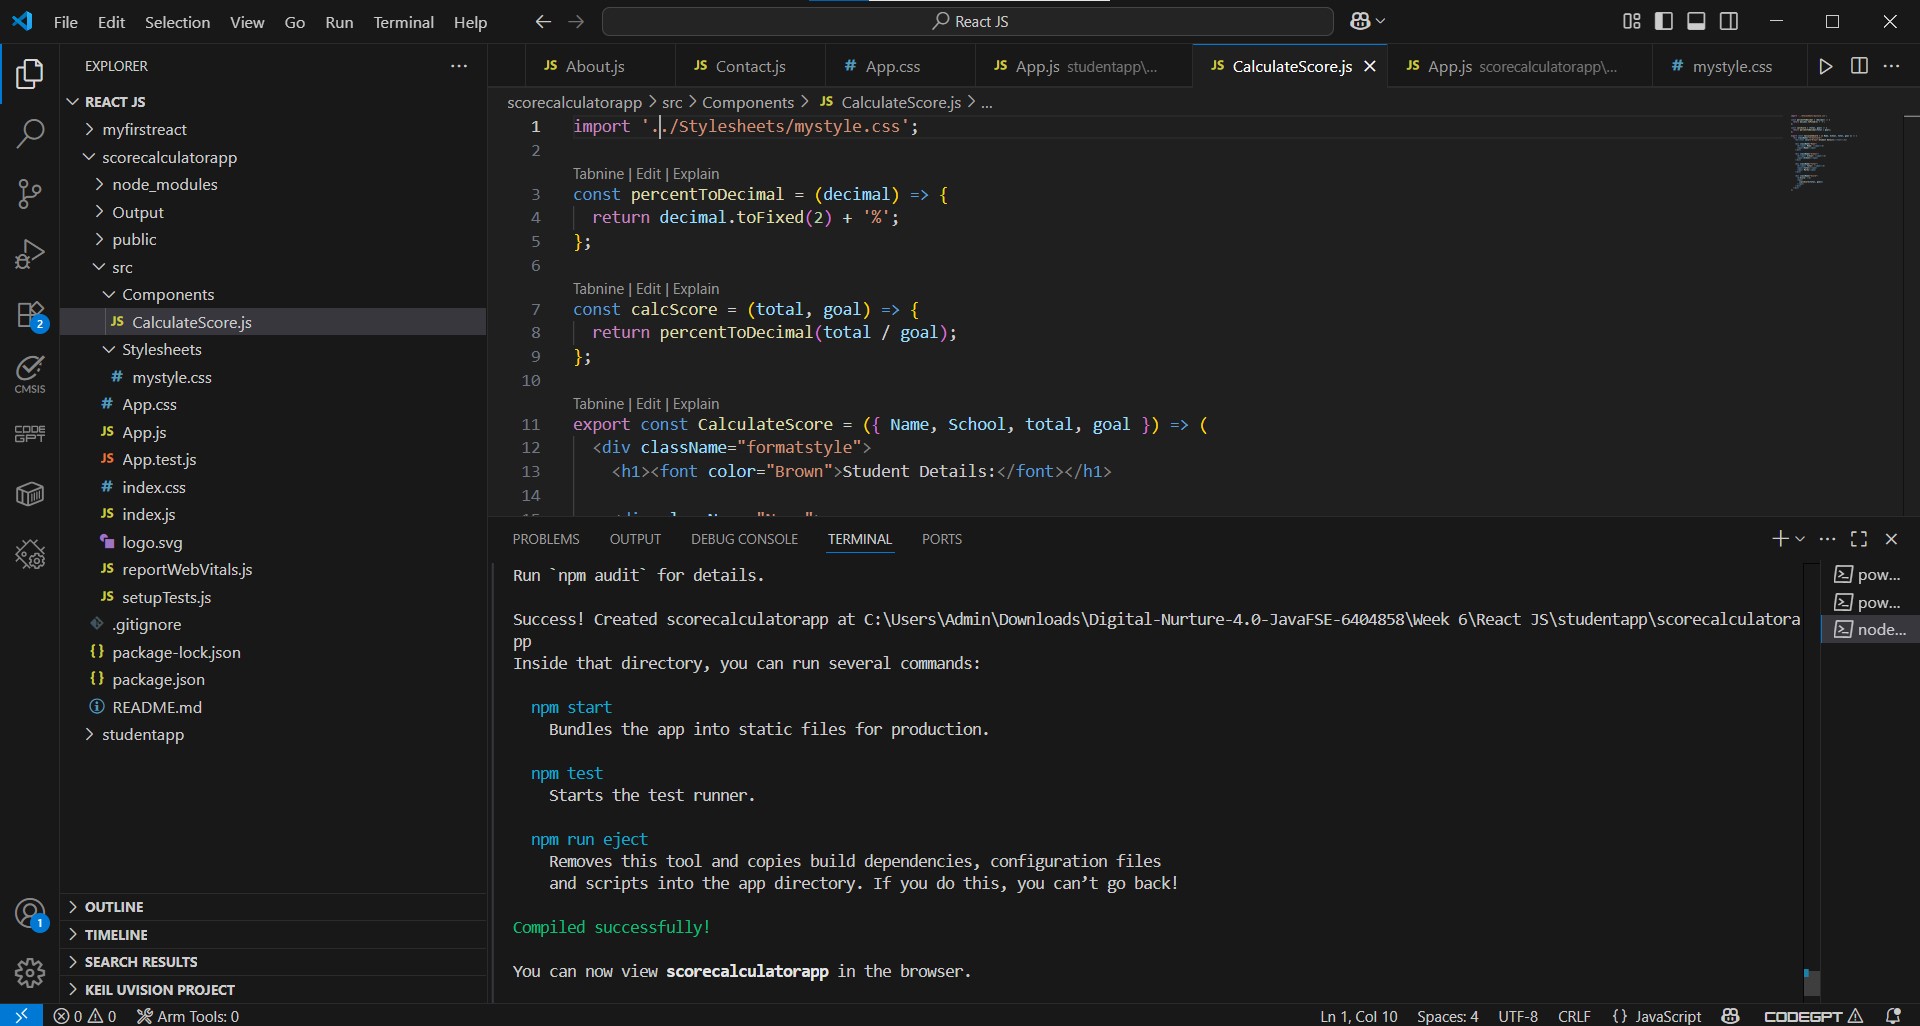 File Edit Selection View Go Run Terminal Help
React JS
EXPLORER
REACT JS
myfirstreact
scorecalculatorapp
node_modules
Output
public
src
Components
JS CalculateScore.js
Stylesheets
# mystyle.css
# App.css
JS App.js
JS App.test.js
# index.css
JS index.js
logo.svg
JS reportWebVitals.js
JS setupTests.js
.gitignore
{} package-lock.json
{} package.json
README.md
studentapp
OUTLINE
TIMELINE
SEARCH RESULTS
KEIL UVISION PROJECT
2
CMSIS
CODE
GPT
1
JS About.js JS Contact.js # App.css JS App.js studentapp\... JS CalculateScore.js JS App.js scorecalculatorapp\... # mystyle.css
scorecalculatorapp > src > Components > JS CalculateScore.js > ...
1 import '../Stylesheets/mystyle.css';
2
Tabnine | Edit | Explain
3 const percentToDecimal = (decimal) => {
4 return decimal.toFixed(2) + '%';
5 };
6
Tabnine | Edit | Explain
7 const calcScore = (total, goal) => {
8 return percentToDecimal(total / goal);
9 };
10
Tabnine | Edit | Explain
11 export const CalculateScore = ({ Name, School, total, goal }) => (
12 <div className="formatstyle">
13 <h1><font color="Brown">Student Details:</font></h1>
14
PROBLEMS OUTPUT DEBUG CONSOLE TERMINAL PORTS
Run `npm audit` for details.
Success! Created scorecalculatorapp at C:\Users\Admin\Downloads\Digital-Nurture-4.0-JavaFSE-6404858\Week 6\React JS\studentapp\scorecalculatora
pp
Inside that directory, you can run several commands:
npm start
Bundles the app into static files for production.
npm test
Starts the test runner.
npm run eject
Removes this tool and copies build dependencies, configuration files
and scripts into the app directory. If you do this, you can’t go back!
Compiled successfully!
You can now view scorecalculatorapp in the browser.
pow...
pow...
node...
0 0 Arm Tools: 0 Ln 1, Col 10 Spaces: 4 UTF-8 CRLF {} JavaScript CODEGPT